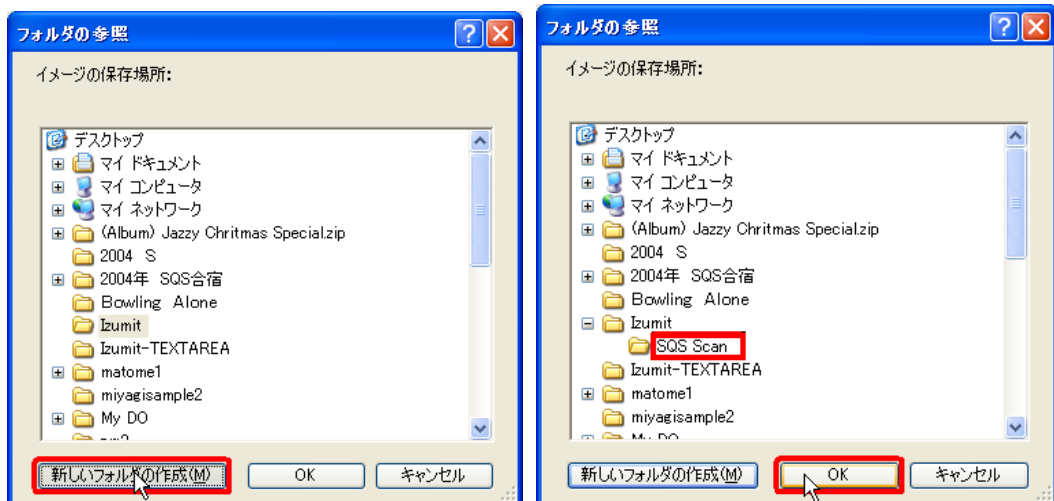 フォルダの参照
イメージの保存場所:
デスクトップ
マイ ドキュメント
マイ コンピュータ
マイ ネットワーク
(Album) Jazzy Chritmas Special.zip
2004 S
2004年 SQS合宿
Bowling Alone
Izumit
Izumit-TEXTAREA
matome1
miyagisample2
My DO
新しいフォルダの作成(M)
OK
キャンセル
フォルダの参照
イメージの保存場所:
デスクトップ
マイ ドキュメント
マイ コンピュータ
マイ ネットワーク
(Album) Jazzy Chritmas Special.zip
2004 S
2004年 SQS合宿
Bowling Alone
Izumit
SQS Scan
Izumit-TEXTAREA
matome1
miyagisample2
My DO
新しいフォルダの作成(M)
OK
キャンセル